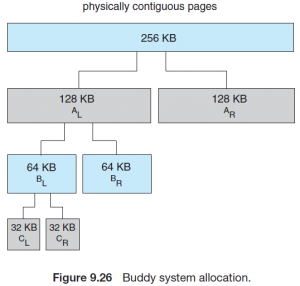 physically contiguous pages
256 KB
128 KB
A_L
128 KB
A_R
64 KB
B_L
64 KB
B_R
32 KB
C_L
32 KB
C_R
Figure 9.26 Buddy system allocation.